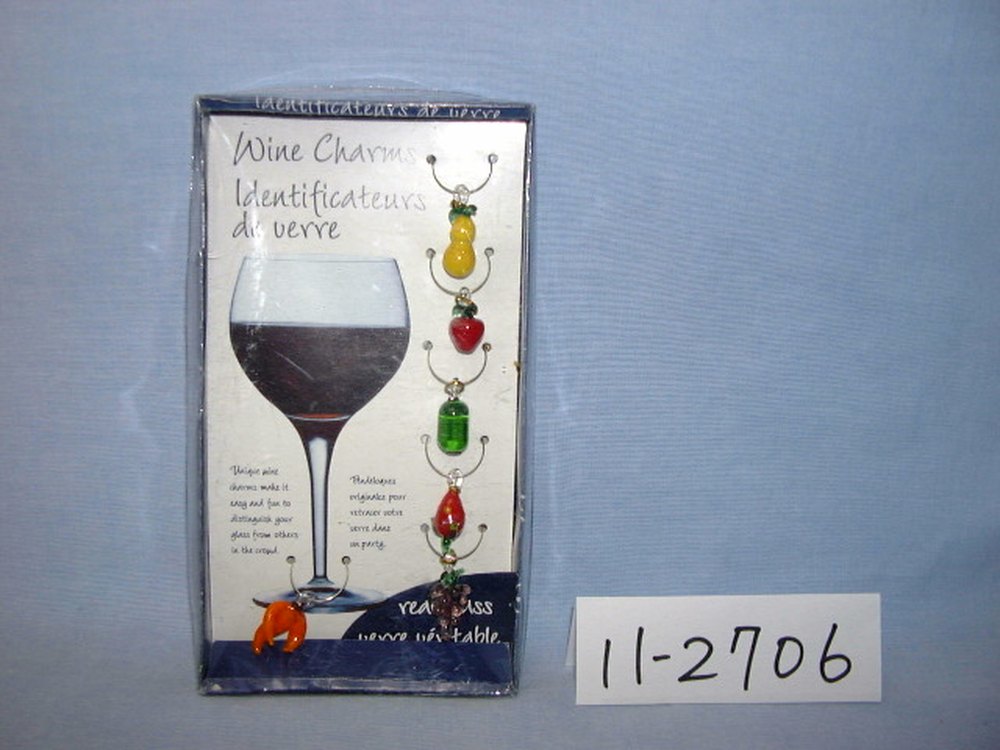 Identificateurs de verre
Wine Charms
Identificateurs
de verre
Unique wine
charms make it
easy and fun to
distinguish your
glass from others
in the crowd.
Pendeloques
originales pour
retracer votre
verre dans
un party.
real glass
verre véritable
11-2706